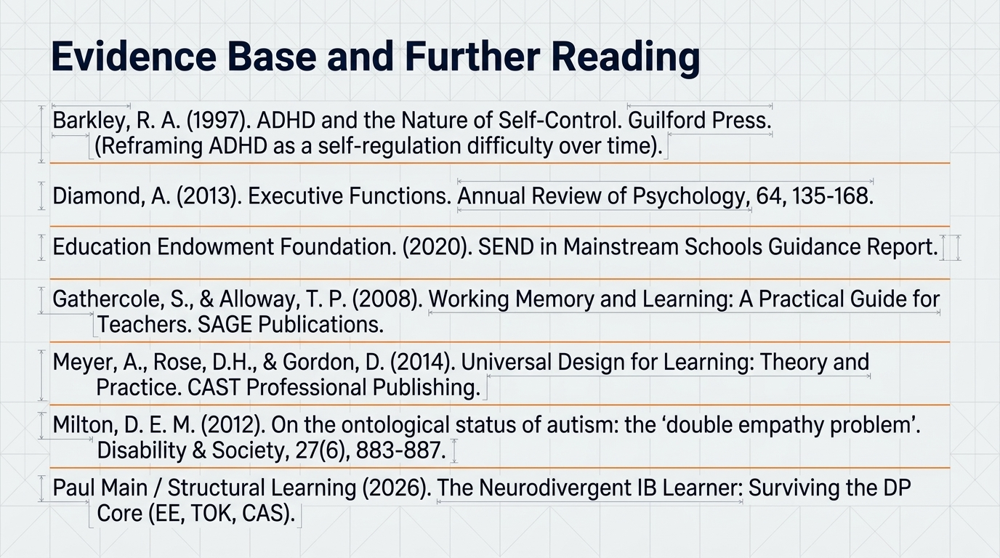 Evidence Base and Further Reading
Barkley, R. A. (1997). ADHD and the Nature of Self-Control. Guilford Press.
(Reframing ADHD as a self-regulation difficulty over time).
Diamond, A. (2013). Executive Functions. Annual Review of Psychology, 64, 135-168.
Education Endowment Foundation. (2020). SEND in Mainstream Schools Guidance Report.
Gathercole, S., & Alloway, T. P. (2008). Working Memory and Learning: A Practical Guide for
Teachers. SAGE Publications.
Meyer, A., Rose, D.H., & Gordon, D. (2014). Universal Design for Learning: Theory and
Practice. CAST Professional Publishing.
Milton, D. E. M. (2012). On the ontological status of autism: the ‘double empathy problem’.
Disability & Society, 27(6), 883-887.
Paul Main / Structural Learning (2026). The Neurodivergent IB Learner: Surviving the DP
Core (EE, TOK, CAS).